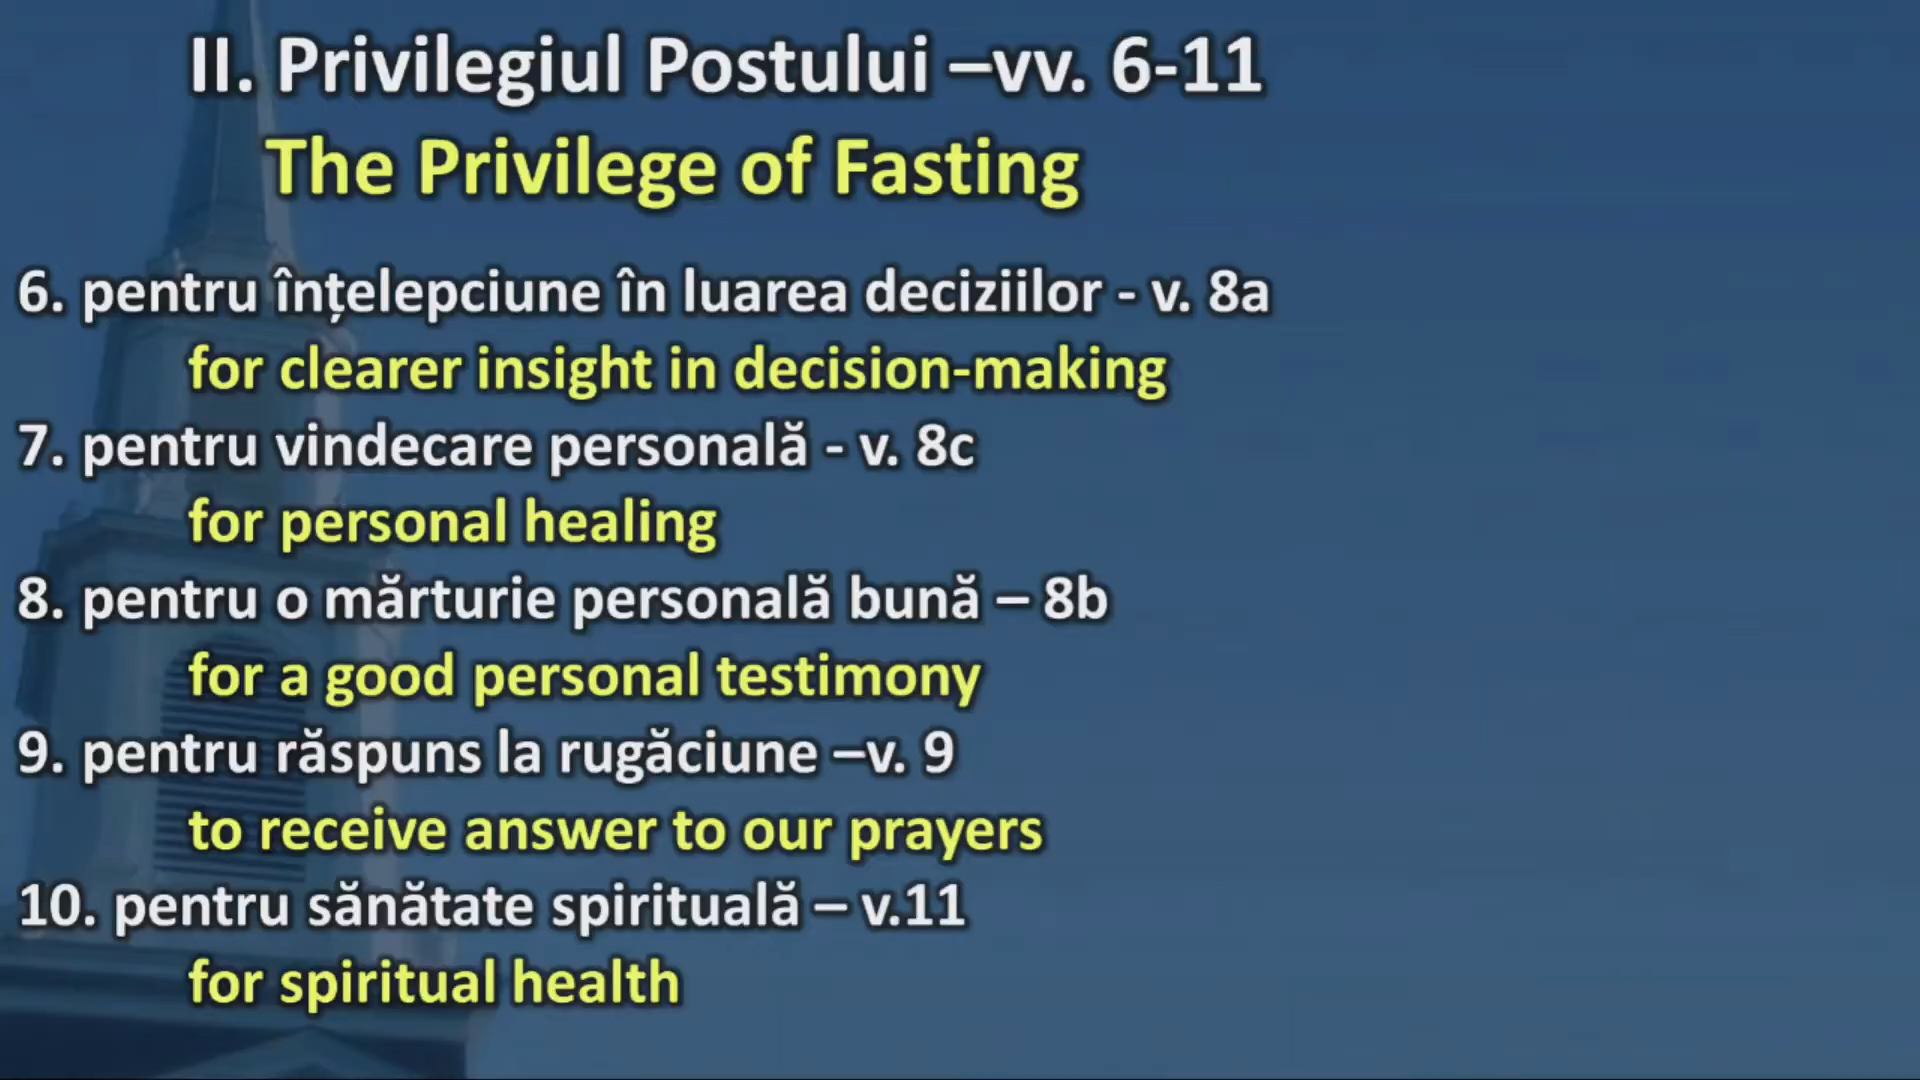 II. Privilegiul Postului –vv. 6-11
The Privilege of Fasting
6. pentru înțelepciune în luarea deciziilor - v. 8a
for clearer insight in decision-making
7. pentru vindecare personală - v. 8c
for personal healing
8. pentru o mărturie personală bună – 8b
for a good personal testimony
9. pentru răspuns la rugăciune –v. 9
to receive answer to our prayers
10. pentru sănătate spirituală – v.11
for spiritual health